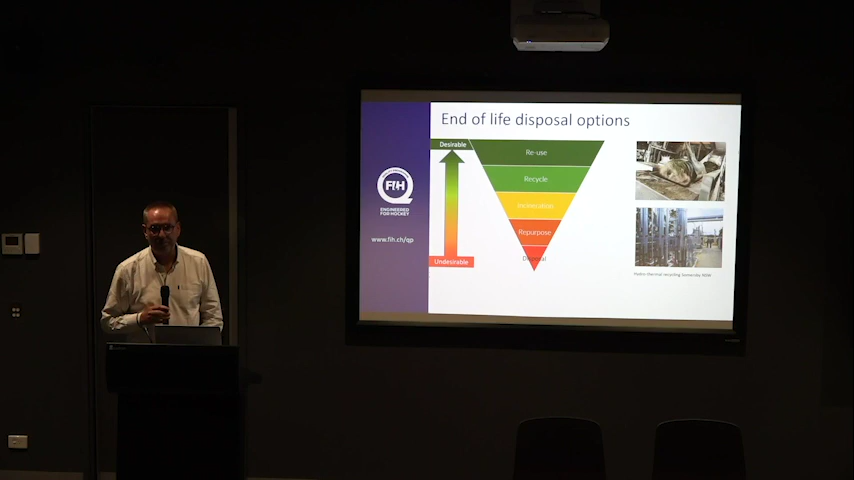 End of life disposal options
Desirable
Re-use
Recycle
Incineration
Repurpose
Disposal
Undesirable
FIH
ENGINEERED
FOR HOCKEY
www.fih.ch/qp